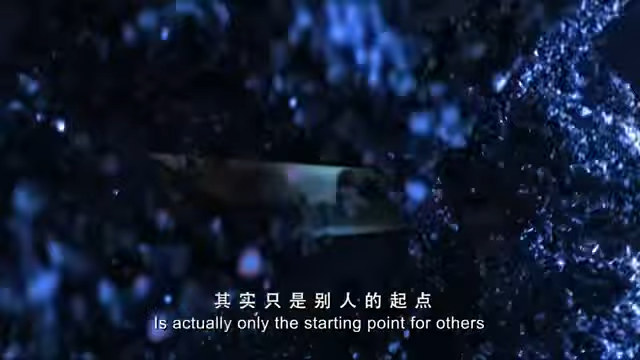 其实只是别人的起点
Is actually only the starting point for others